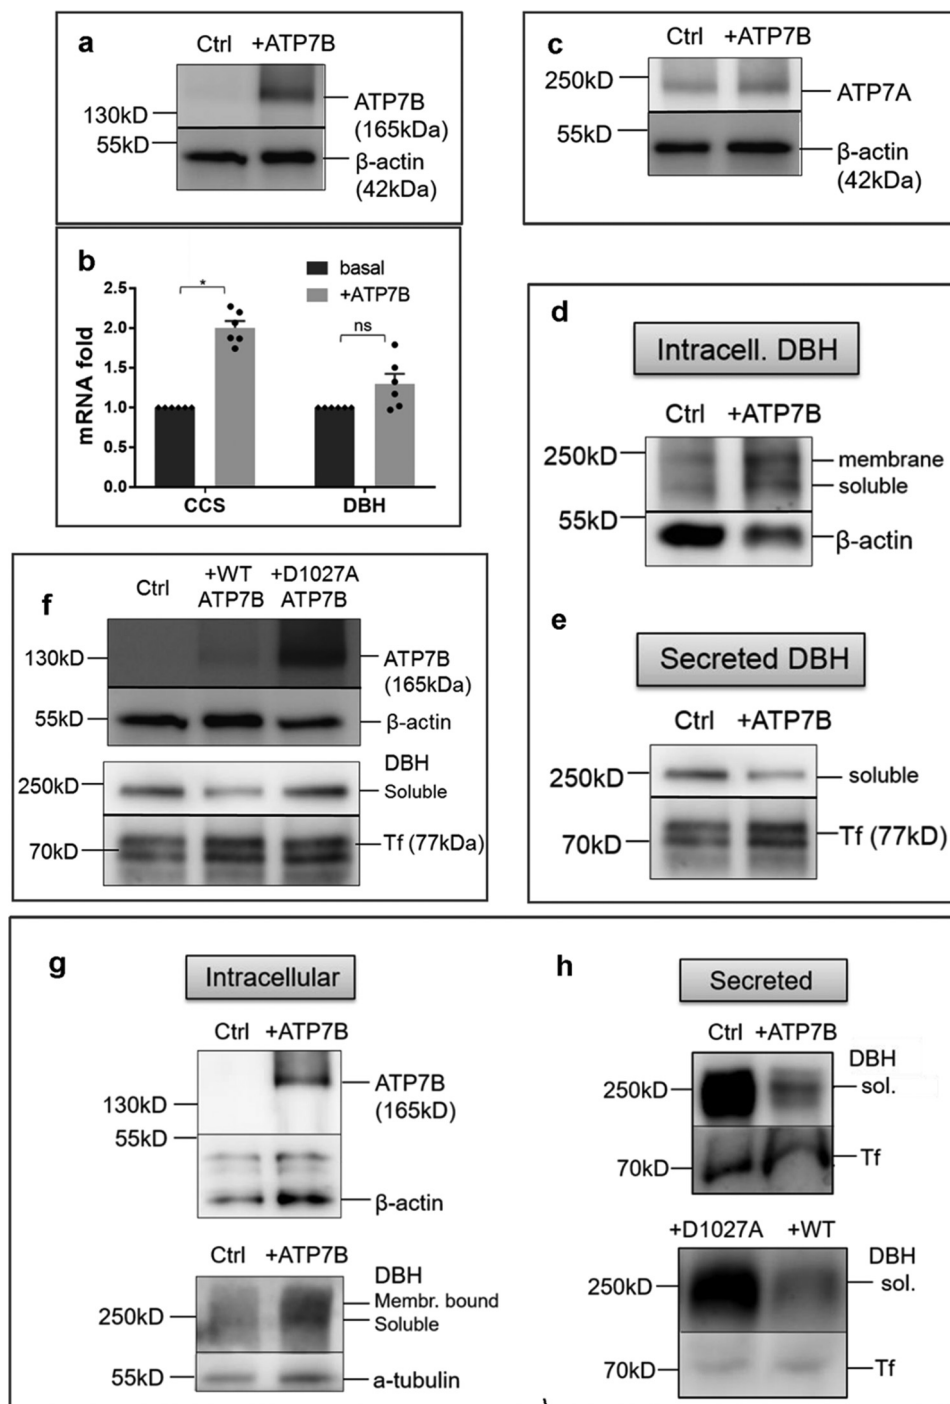 a
Ctrl +ATP7B
130kD
55kD
ATP7B
(165kDa)
β-actin
(42kDa)
c
Ctrl +ATP7B
250kD
55kD
ATP7A
β-actin
(42kDa)
b
basal
+ATP7B
mRNA fold
2.5
2.0
1.5
1.0
0.5
0.0
*
ns
CCS DBH
d
Intracell. DBH
Ctrl +ATP7B
250kD
55kD
membrane
soluble
β-actin
e
Secreted DBH
Ctrl +ATP7B
250kD
70kD
soluble
Tf (77kD)
f
Ctrl +WT +D1027A
ATP7B ATP7B
130kD
55kD
ATP7B
(165kDa)
β-actin
250kD
70kD
DBH
Soluble
Tf (77kDa)
g
Intracellular
Ctrl +ATP7B
130kD
55kD
ATP7B
(165kD)
β-actin
Ctrl +ATP7B
250kD
55kD
DBH
Membr. bound
Soluble
a-tubulin
h
Secreted
Ctrl +ATP7B
250kD
70kD
DBH
sol.
Tf
+D1027A +WT
250kD
70kD
DBH
sol.
Tf